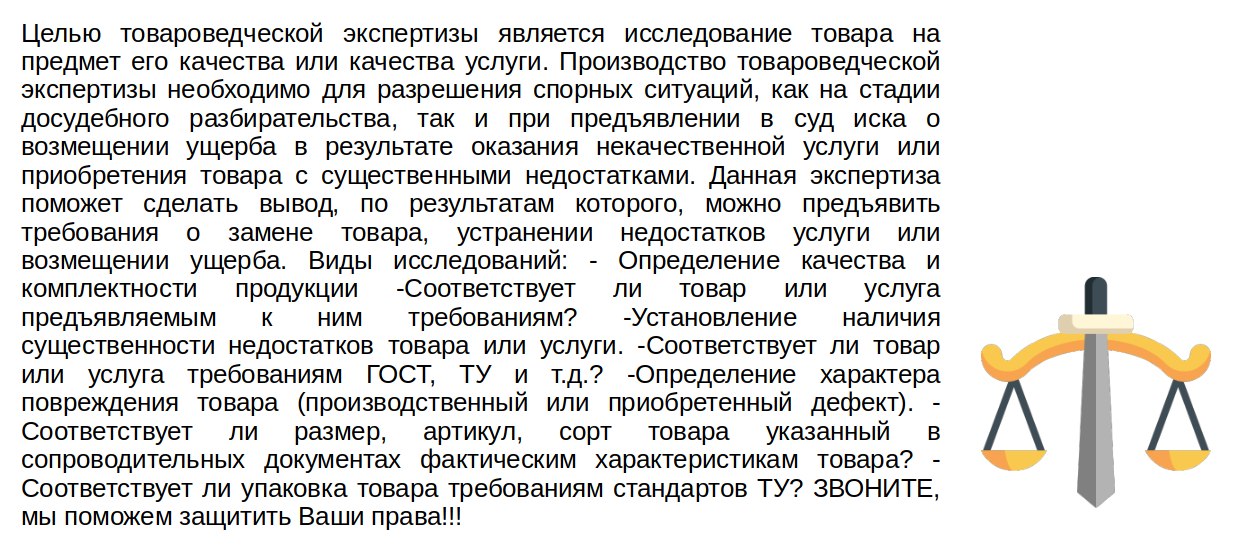 Целью товароведческой экспертизы является исследование товара на
предмет его качества или качества услуги. Производство товароведческой
экспертизы необходимо для разрешения спорных ситуаций, как на стадии
досудебного разбирательства, так и при предъявлении в суд иска о
возмещении ущерба в результате оказания некачественной услуги или
приобретения товара с существенными недостатками. Данная экспертиза
поможет сделать вывод, по результатам которого, можно предъявить
требования о замене товара, устранении недостатков услуги или
возмещении ущерба. Виды исследований: - Определение качества и
комплектности продукции -Соответствует ли товар или услуга
предъявляемым к ним требованиям? -Установление наличия
существенности недостатков товара или услуги. -Соответствует ли товар
или услуга требованиям ГОСТ, ТУ и т.д.? -Определение характера
повреждения товара (производственный или приобретенный дефект). -
Соответствует ли размер, артикул, сорт товара указанный в
сопроводительных документах фактическим характеристикам товара? -
Соответствует ли упаковка товара требованиям стандартов ТУ? ЗВОНИТЕ,
мы поможем защитить Ваши права!!!